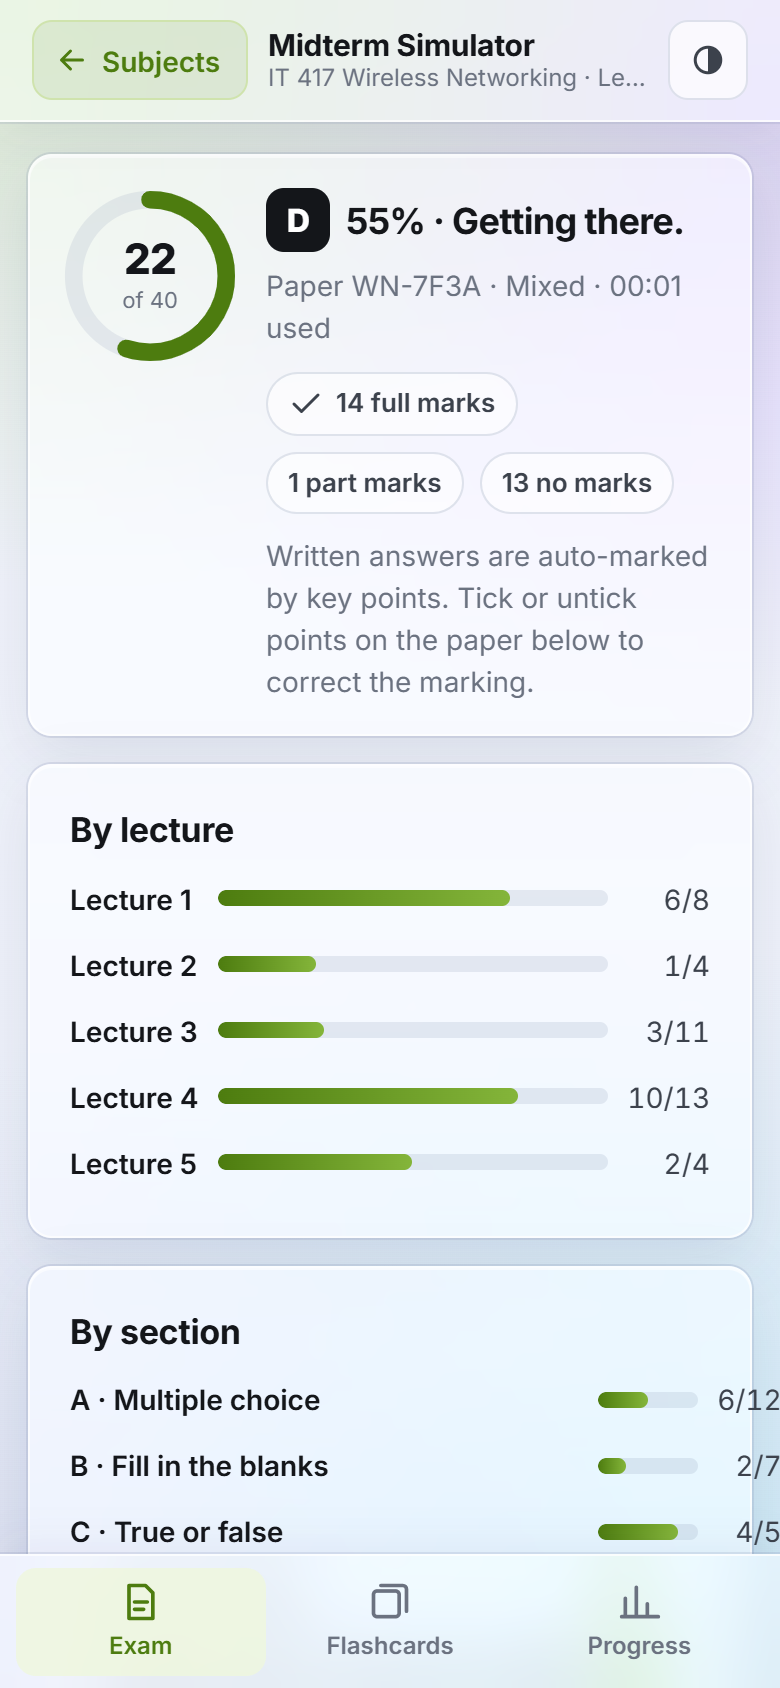 Subjects
Midterm Simulator
IT 417 Wireless Networking · Le...
22
of 40
D
55% · Getting there.
Paper WN-7F3A · Mixed · 00:01
used
14 full marks
1 part marks
13 no marks
Written answers are auto-marked
by key points. Tick or untick
points on the paper below to
correct the marking.
By lecture
Lecture 1 6/8
Lecture 2 1/4
Lecture 3 3/11
Lecture 4 10/13
Lecture 5 2/4
By section
A · Multiple choice 6/12
B · Fill in the blanks 2/7
C · True or false 4/5
Exam
Flashcards
Progress